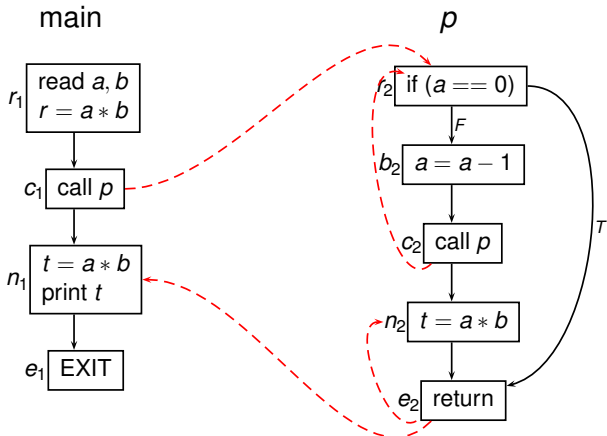 main
p
r1
read a, b
r = a ∗ b
c1 call p
n1
t = a ∗ b
print t
e1 EXIT
r2 if (a == 0)
F
T
b2 a = a − 1
c2 call p
n2 t = a ∗ b
e2 return